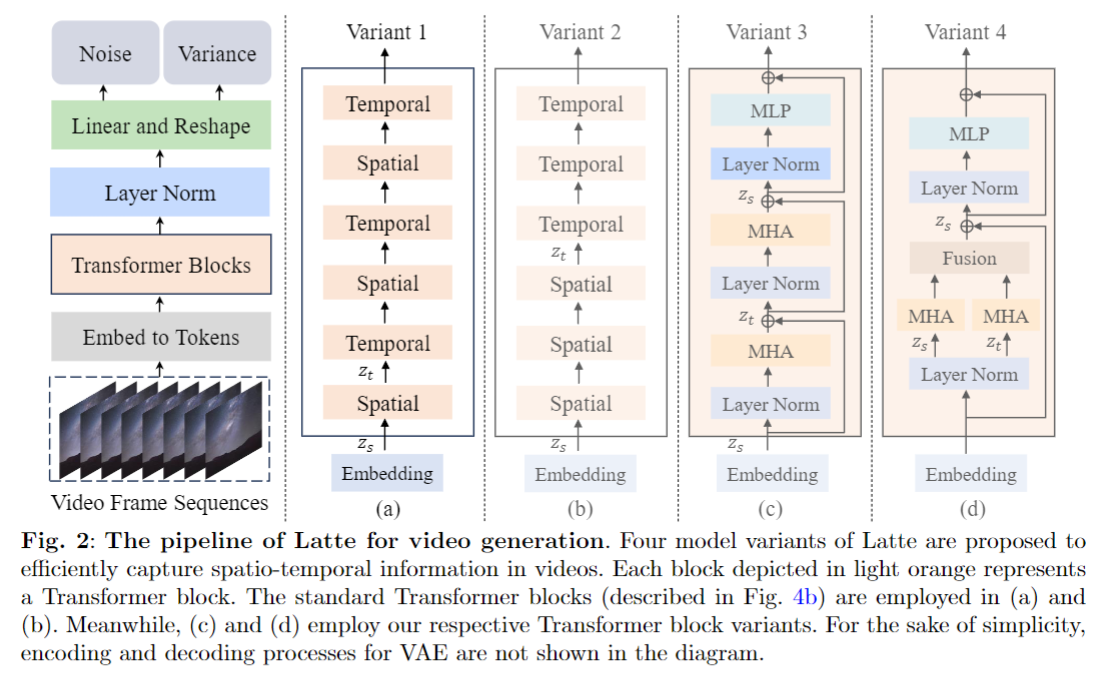 Noise
Variance
Linear and Reshape
Layer Norm
Transformer Blocks
Embed to Tokens
Video Frame Sequences
Variant 1
Temporal
Spatial
Temporal
Spatial
Temporal
z_t
Spatial
z_s
Embedding
(a)
Variant 2
Temporal
Temporal
Temporal
z_t
Spatial
Spatial
Spatial
z_s
Embedding
(b)
Variant 3
MLP
Layer Norm
z_s
MHA
Layer Norm
z_t
MHA
Layer Norm
z_s
Embedding
(c)
Variant 4
MLP
Layer Norm
z_s
Fusion
MHA MHA
z_s z_t
Layer Norm
Embedding
(d)
Fig. 2: The pipeline of Latte for video generation. Four model variants of Latte are proposed to
efficiently capture spatio-temporal information in videos. Each block depicted in light orange represents
a Transformer block. The standard Transformer blocks (described in Fig. 4b) are employed in (a) and
(b). Meanwhile, (c) and (d) employ our respective Transformer block variants. For the sake of simplicity,
encoding and decoding processes for VAE are not shown in the diagram.